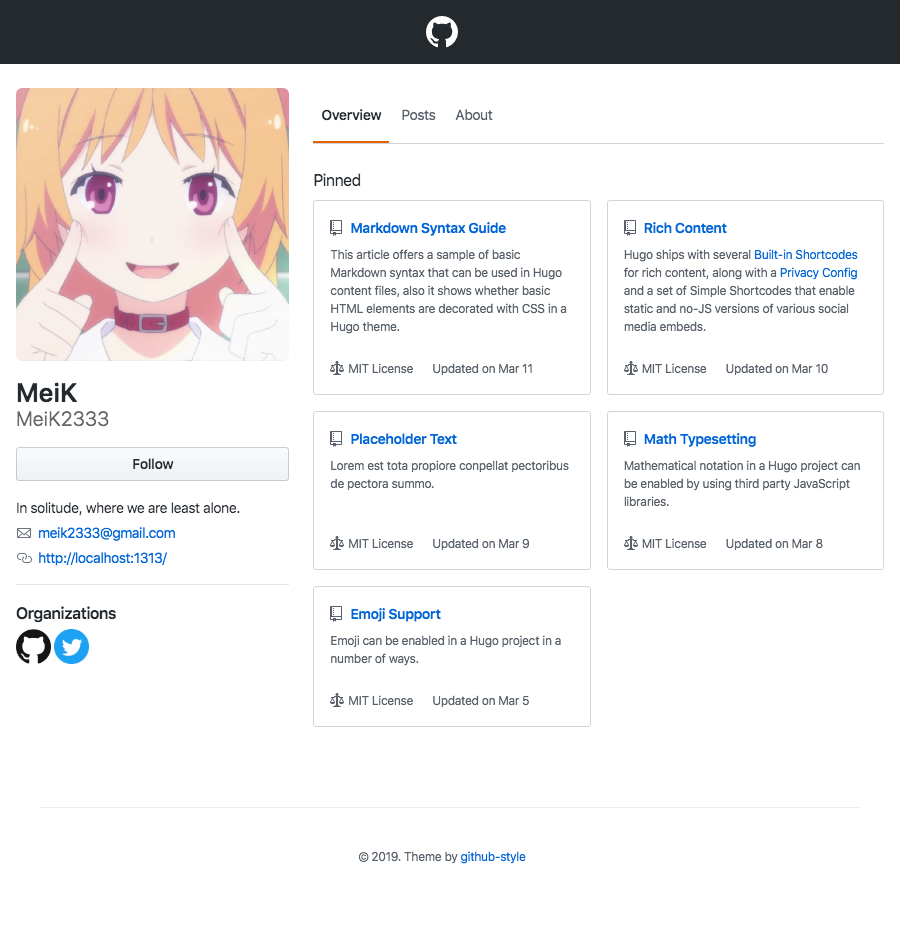 Overview
Posts
About
MeiK
MeiK2333
Follow
In solitude, where we are least alone.
meik2333@gmail.com
http://localhost:1313/
Organizations
Pinned
Markdown Syntax Guide
This article offers a sample of basic
Markdown syntax that can be used in Hugo
content files, also it shows whether basic
HTML elements are decorated with CSS in a
Hugo theme.
MIT License
Updated on Mar 11
Rich Content
Hugo ships with several Built-in Shortcodes
for rich content, along with a Privacy Config
and a set of Simple Shortcodes that enable
static and no-JS versions of various social
media embeds.
MIT License
Updated on Mar 10
Placeholder Text
Lorem est tota propiore conpellat pectoribus
de pectora summo.
MIT License
Updated on Mar 9
Math Typesetting
Mathematical notation in a Hugo project can
be enabled by using third party JavaScript
libraries.
MIT License
Updated on Mar 8
Emoji Support
Emoji can be enabled in a Hugo project in a
number of ways.
MIT License
Updated on Mar 5
© 2019. Theme by github-style